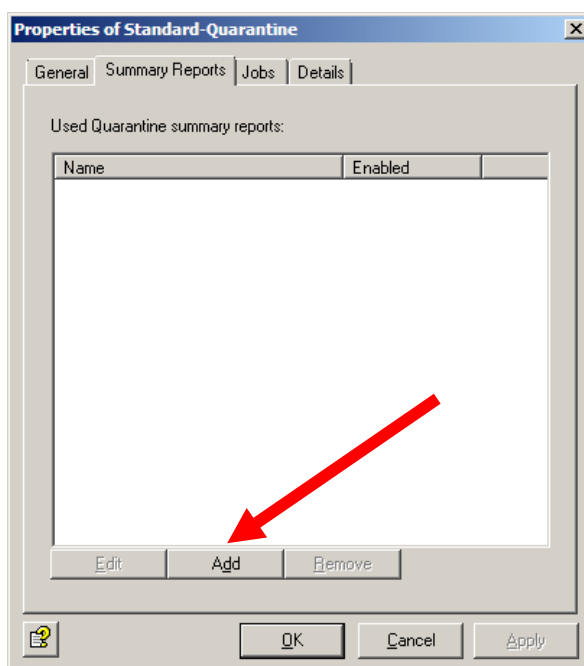 Properties of Standard-Quarantine
General Summary Reports Jobs Details
Used Quarantine summary reports:
Name Enabled
Edit Add Remove
OK Cancel Apply